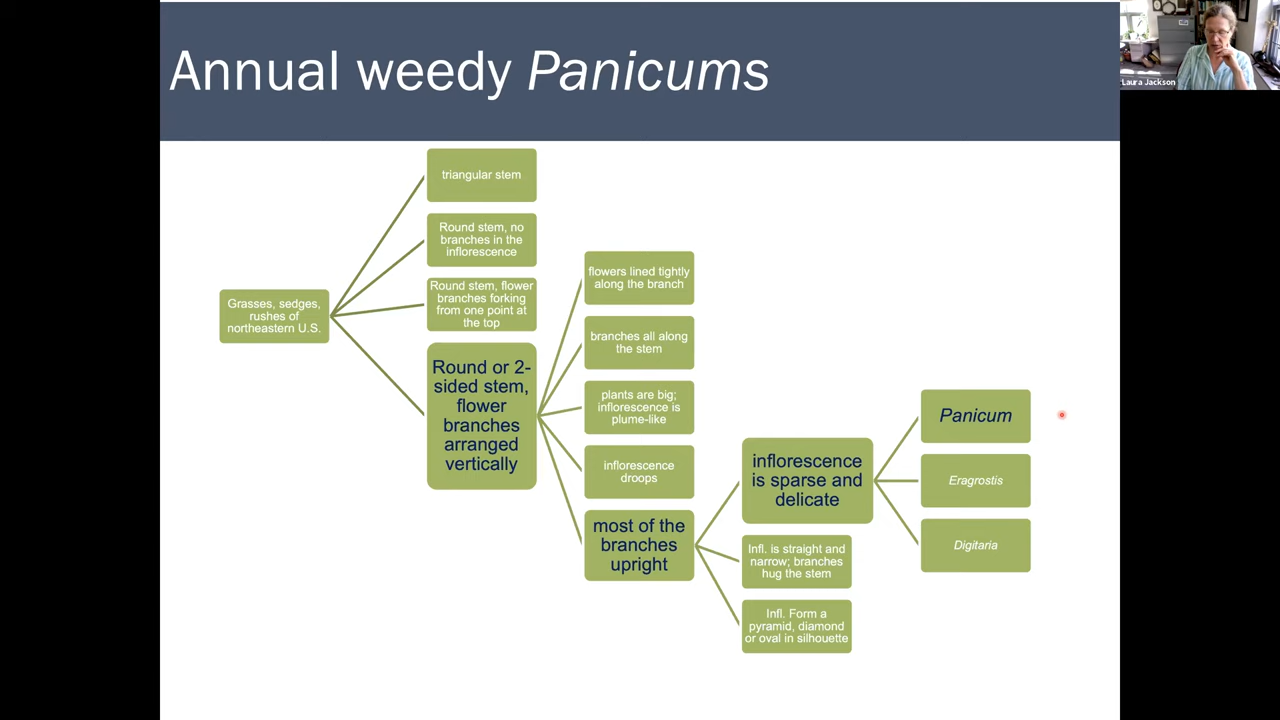 Annual weedy Panicums
Laura Jackson
triangular stem
Round stem, no
branches in the
inflorescence
Round stem, flower
branches forking
from one point at
the top
Grasses, sedges,
rushes of
northeastern U.S.
Round or 2-
sided stem,
flower
branches
arranged
vertically
flowers lined tightly
along the branch
branches all along
the stem
plants are big;
inflorescence is
plume-like
inflorescence
droops
most of the
branches
upright
inflorescence
is sparse and
delicate
Infl. is straight and
narrow; branches
hug the stem
Infl. Form a
pyramid, diamond
or oval in silhouette
Panicum
Eragrostis
Digitaria